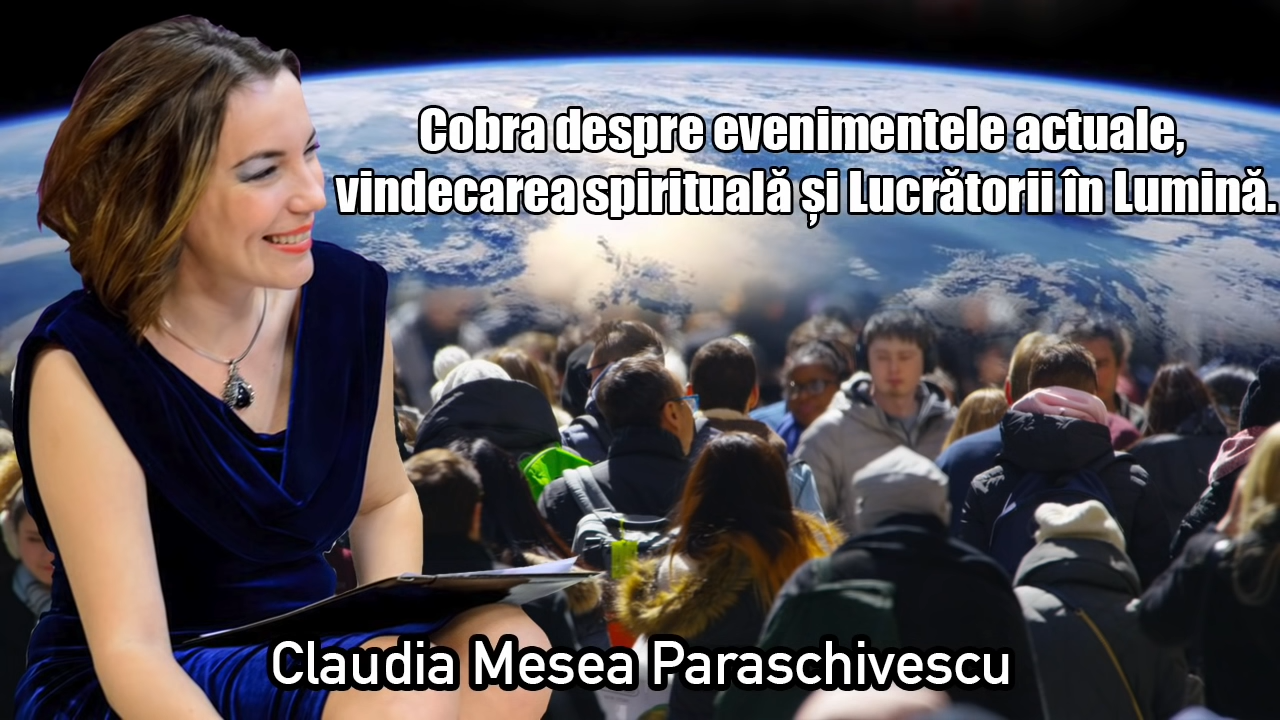 Cobra despre evenimentele actuale,
vindecarea spirituală și Lucrătorii în Lumină.
Claudia Mesea Paraschivescu